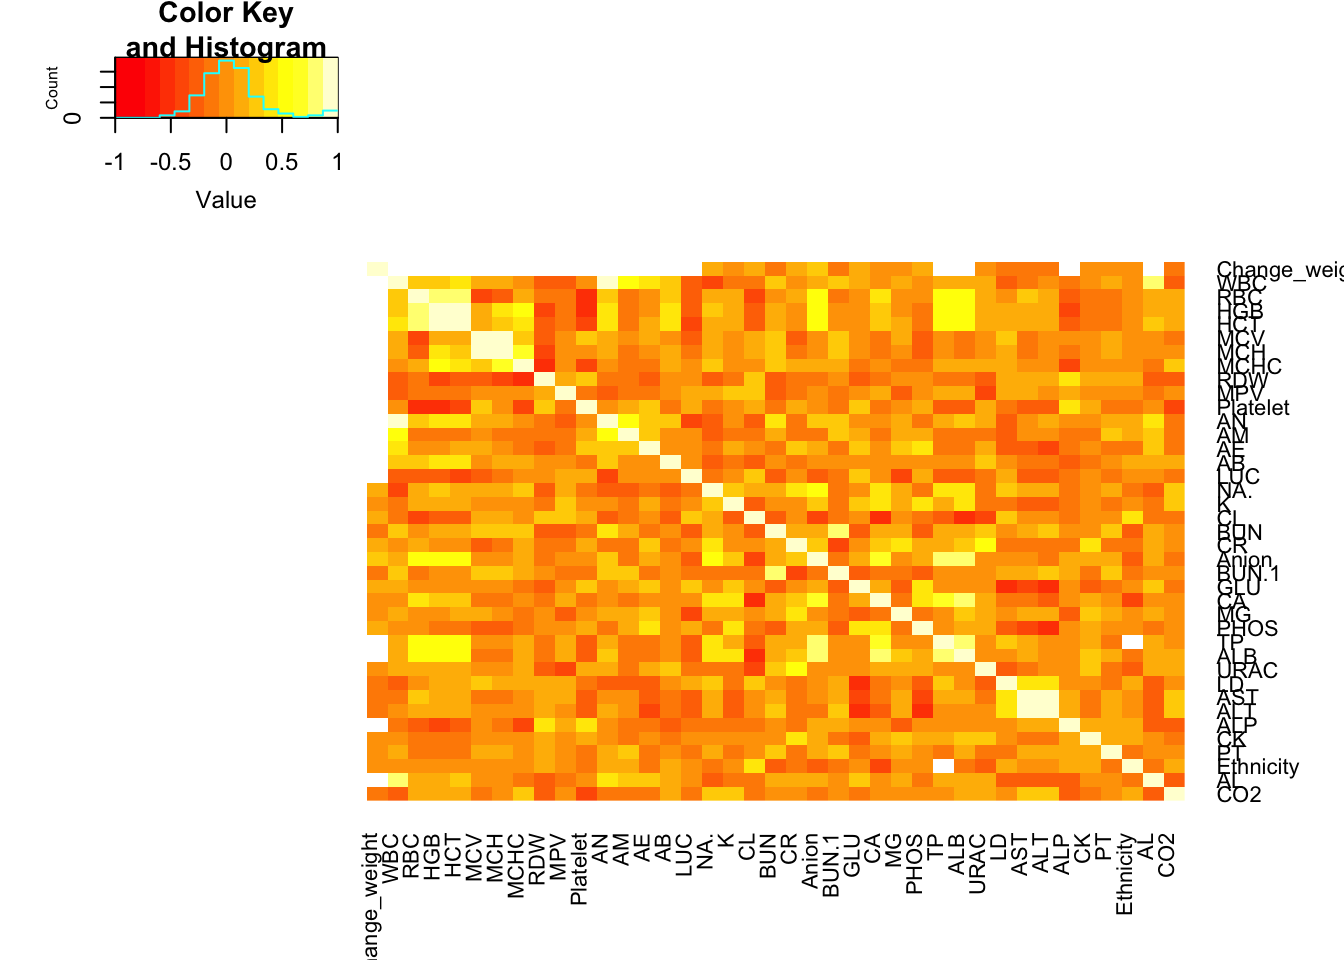 Color Key
and Histogram
Count
0
-1 -0.5 0 0.5 1
Value
Change_weig
WBC
RBC
HGB
HCT
MCV
MCH
MCHC
RDW
MPV
Platelet
AN
AM
AE
AB
LUC
NA.
K
CL
BUN
CR
Anion
BUN.1
GLU
CA
MG
PHOS
TP
ALB
URAC
LD
AST
ALT
ALP
CK
PT
Ethnicity
AL
CO2
ange_weight WBC RBC HGB HCT MCV MCH MCHC RDW MPV Platelet AN AM AE AB LUC NA. K CL BUN CR Anion BUN.1 GLU CA MG PHOS TP ALB URAC LD AST ALT ALP CK PT Ethnicity AL CO2